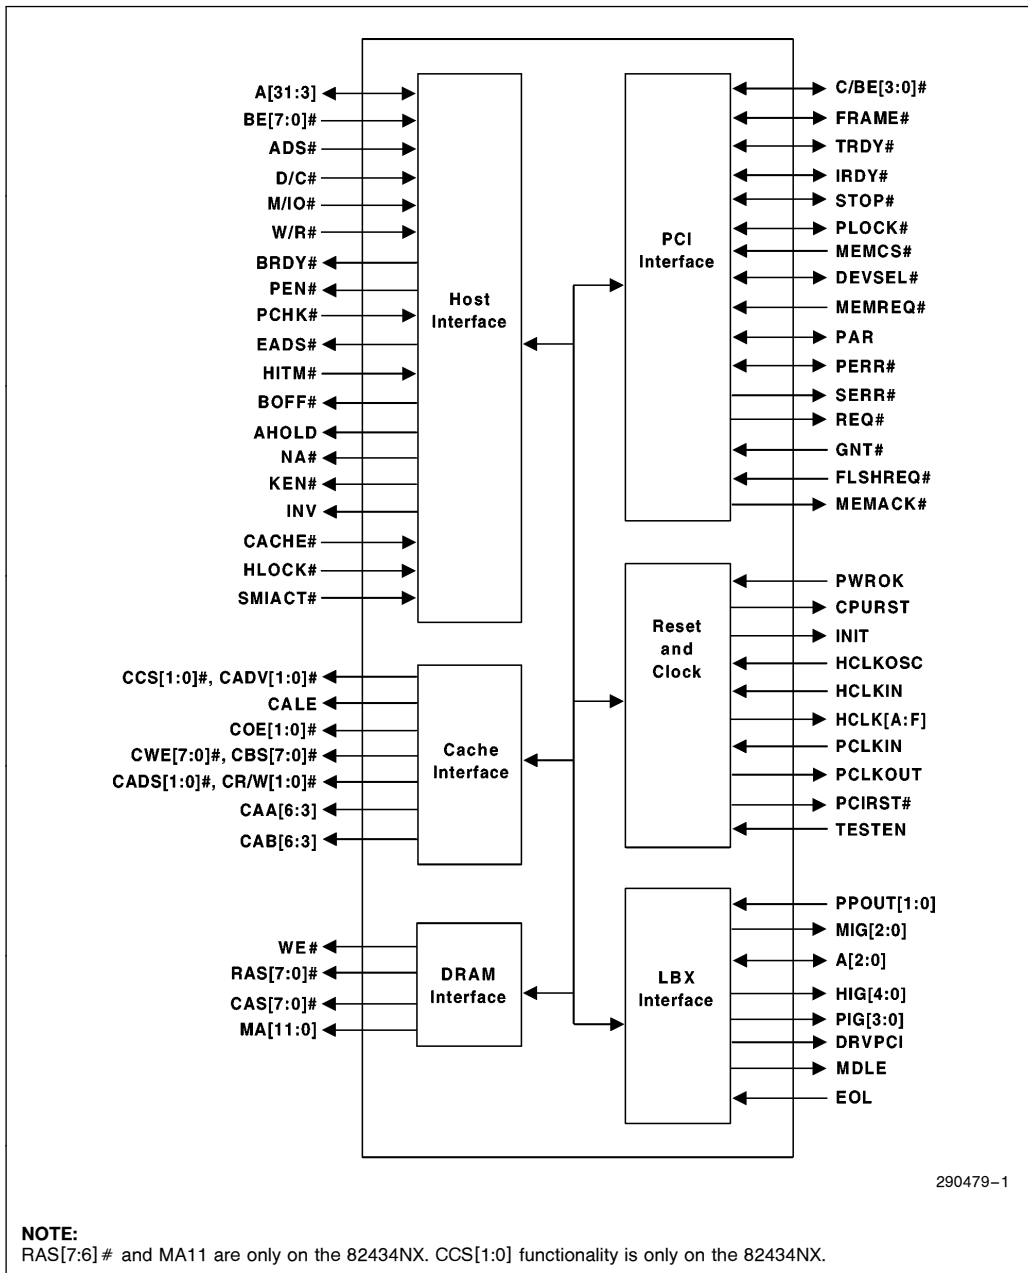 A[31:3]
BE[7:0]#
ADS#
D/C#
M/IO#
W/R#
BRDY#
PEN#
PCHK#
EADS#
HITM#
BOFF#
AHOLD
NA#
KEN#
INV
CACHE#
HLOCK#
SMIACT#
Host
Interface
CCS[1:0]#, CADV[1:0]#
CALE
COE[1:0]#
CWE[7:0]#, CBS[7:0]#
CADS[1:0]#, CR/W[1:0]#
CAA[6:3]
CAB[6:3]
Cache
Interface
WE#
RAS[7:0]#
CAS[7:0]#
MA[11:0]
DRAM
Interface
PCI
Interface
C/BE[3:0]#
FRAME#
TRDY#
IRDY#
STOP#
PLOCK#
MEMCS#
DEVSEL#
MEMREQ#
PAR
PERR#
SERR#
REQ#
GNT#
FLSHREQ#
MEMACK#
Reset
and
Clock
PWROK
CPURST
INIT
HCLKOSC
HCLKIN
HCLK[A:F]
PCLKIN
PCLKOUT
PCIRST#
TESTEN
LBX
Interface
PPOUT[1:0]
MIG[2:0]
A[2:0]
HIG[4:0]
PIG[3:0]
DRVPCI
MDLE
EOL
290479–1
NOTE:
RAS[7:6]# and MA11 are only on the 82434NX. CCS[1:0] functionality is only on the 82434NX.